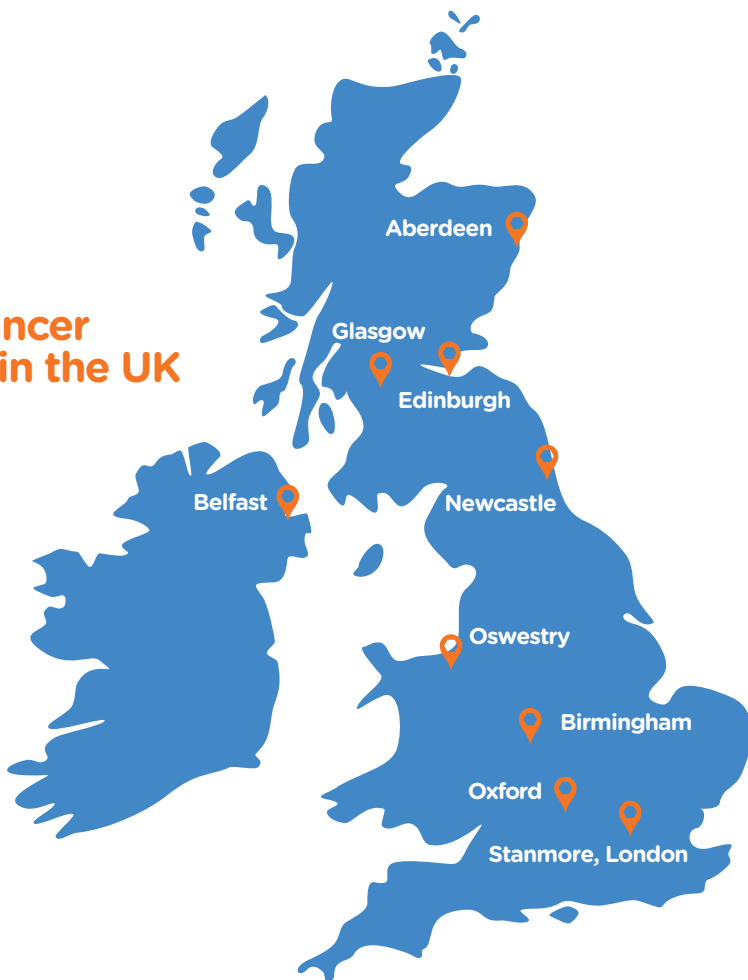 Aberdeen
ncer
in the UK
Glasgow
Edinburgh
Belfast
Newcastle
Oswestry
Birmingham
Oxford
Stanmore, London